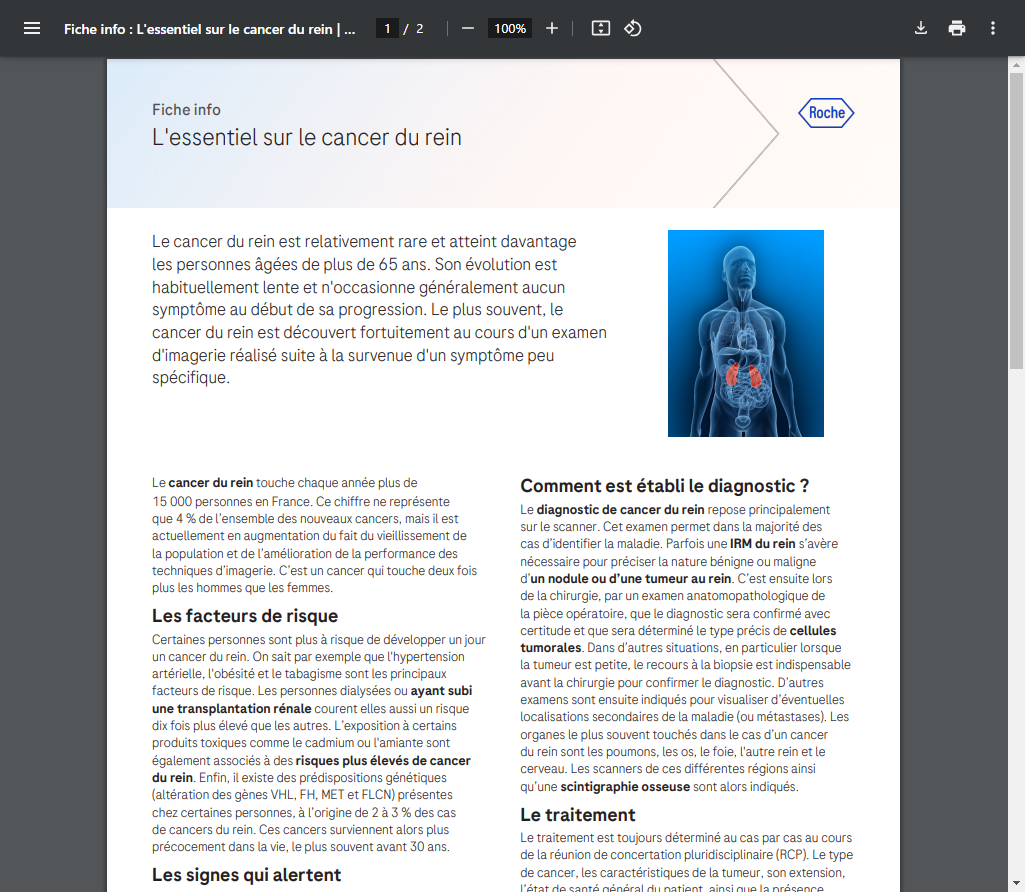 Fiche info : L'essentiel sur le cancer du rein | ...
1 / 2
100%
Fiche info
L'essentiel sur le cancer du rein
Roche
Le cancer du rein est relativement rare et atteint davantage
les personnes âgées de plus de 65 ans. Son évolution est
habituellement lente et n'occasionne généralement aucun
symptôme au début de sa progression. Le plus souvent, le
cancer du rein est découvert fortuitement au cours d'un examen
d'imagerie réalisé suite à la survenue d'un symptôme peu
spécifique.
Le cancer du rein touche chaque année plus de
15 000 personnes en France. Ce chiffre ne représente
que 4 % de l'ensemble des nouveaux cancers, mais il est
actuellement en augmentation du fait du vieillissement de
la population et de l'amélioration de la performance des
techniques d'imagerie. C'est un cancer qui touche deux fois
plus les hommes que les femmes.
Les facteurs de risque
Certaines personnes sont plus à risque de développer un jour
un cancer du rein. On sait par exemple que l'hypertension
artérielle, l'obésité et le tabagisme sont les principaux
facteurs de risque. Les personnes dialysées ou ayant subi
une transplantation rénale courent elles aussi un risque
dix fois plus élevé que les autres. L'exposition à certains
produits toxiques comme le cadmium ou l'amiante sont
également associés à des risques plus élevés de cancer
du rein. Enfin, il existe des prédispositions génétiques
(altération des gènes VHL, FH, MET et FLCN) présentes
chez certaines personnes, à l'origine de 2 à 3 % des cas
de cancers du rein. Ces cancers surviennent alors plus
précocement dans la vie, le plus souvent avant 30 ans.
Les signes qui alertent
Comment est établi le diagnostic ?
Le diagnostic de cancer du rein repose principalement
sur le scanner. Cet examen permet dans la majorité des
cas d'identifier la maladie. Parfois une IRM du rein s'avère
nécessaire pour préciser la nature bénigne ou maligne
d'un nodule ou d'une tumeur au rein. C'est ensuite lors
de la chirurgie, par un examen anatomopathologique de
la pièce opératoire, que le diagnostic sera confirmé avec
certitude et que sera déterminé le type précis de cellules
tumorales. Dans d'autres situations, en particulier lorsque
la tumeur est petite, le recours à la biopsie est indispensable
avant la chirurgie pour confirmer le diagnostic. D'autres
examens sont ensuite indiqués pour visualiser d'éventuelles
localisations secondaires de la maladie (ou métastases). Les
organes le plus souvent touchés dans le cas d'un cancer
du rein sont les poumons, les os, le foie, l'autre rein et le
cerveau. Les scanners de ces différentes régions ainsi
qu'une scintigraphie osseuse sont alors indiqués.
Le traitement
Le traitement est toujours déterminé au cas par cas au cours
de la réunion de concertation pluridisciplinaire (RCP). Le type
de cancer, les caractéristiques de la tumeur, son extension,
l'état de santé général du patient, ainsi que la présence